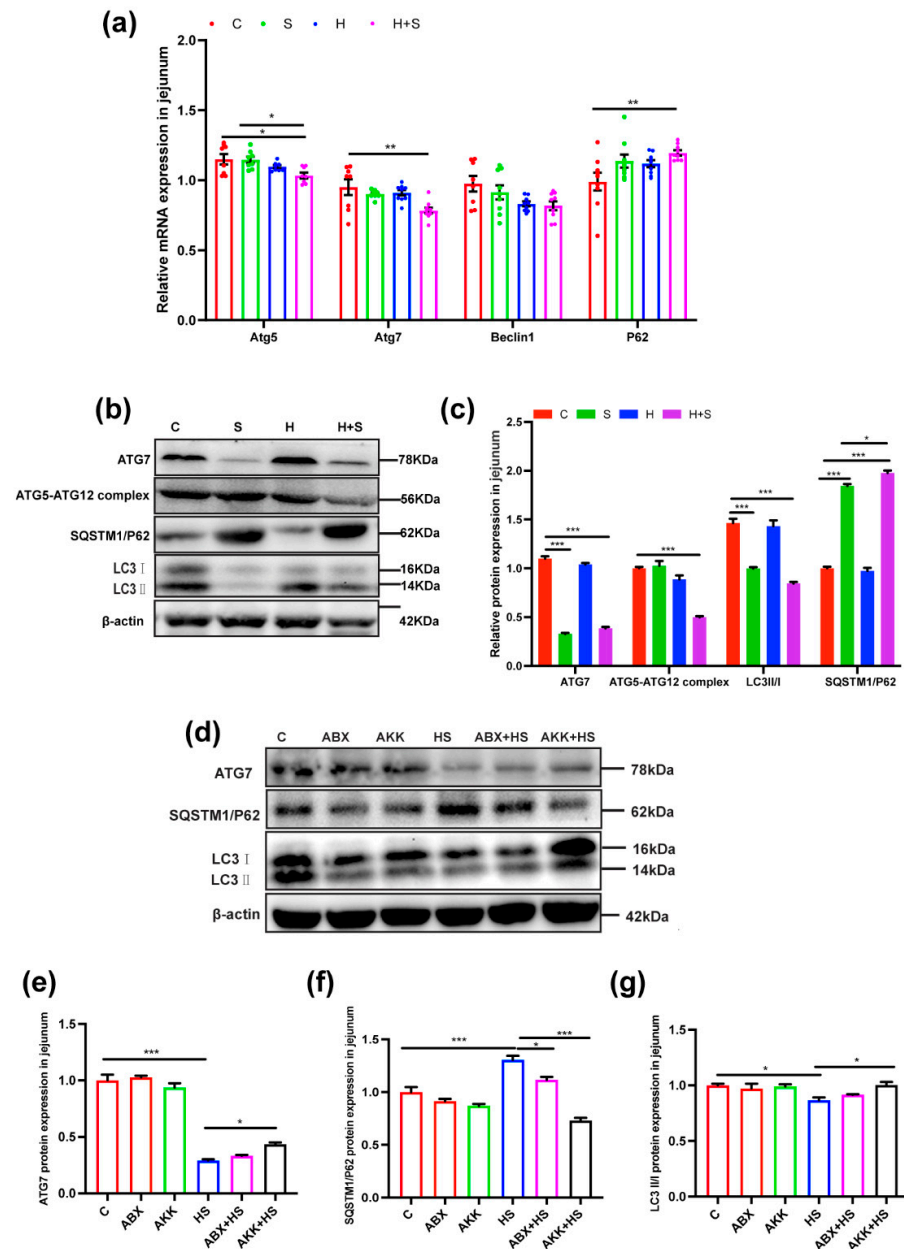 (a)
C S H H+S
Relative mRNA expression in jejunum
2.0
1.5
1.0
0.5
0.0
* * ** **
Atg5 Atg7 Beclin1 P62
(b)
C S H H+S
ATG7 78KDa
ATG5-ATG12 complex 56KDa
SQSTM1/P62 62KDa
LC3 Ⅰ 16KDa
LC3 Ⅱ 14KDa
β-actin 42KDa
(c)
C S H H+S
Relative protein expression in jejunum
2.5
2.0
1.5
1.0
0.5
0.0
*** *** *** *** *** *** *** *
ATG7 ATG5-ATG12 complex LC3II/I SQSTM1/P62
(d)
C ABX AKK HS ABX+HS AKK+HS
ATG7 78kDa
SQSTM1/P62 62kDa
LC3 Ⅰ 16kDa
LC3 Ⅱ 14kDa
β-actin 42kDa
(e)
ATG7 protein expression in jejunum
1.5
1.0
0.5
0.0
*** *
C ABX AKK HS ABX+HS AKK+HS
(f)
SQSTM1/P62 protein expression in jejunum
1.5
1.0
0.5
0.0
*** * ***
C ABX AKK HS ABX+HS AKK+HS
(g)
LC3 II/I protein expression in jejunum
1.5
1.0
0.5
0.0
* *
C ABX AKK HS ABX+HS AKK+HS